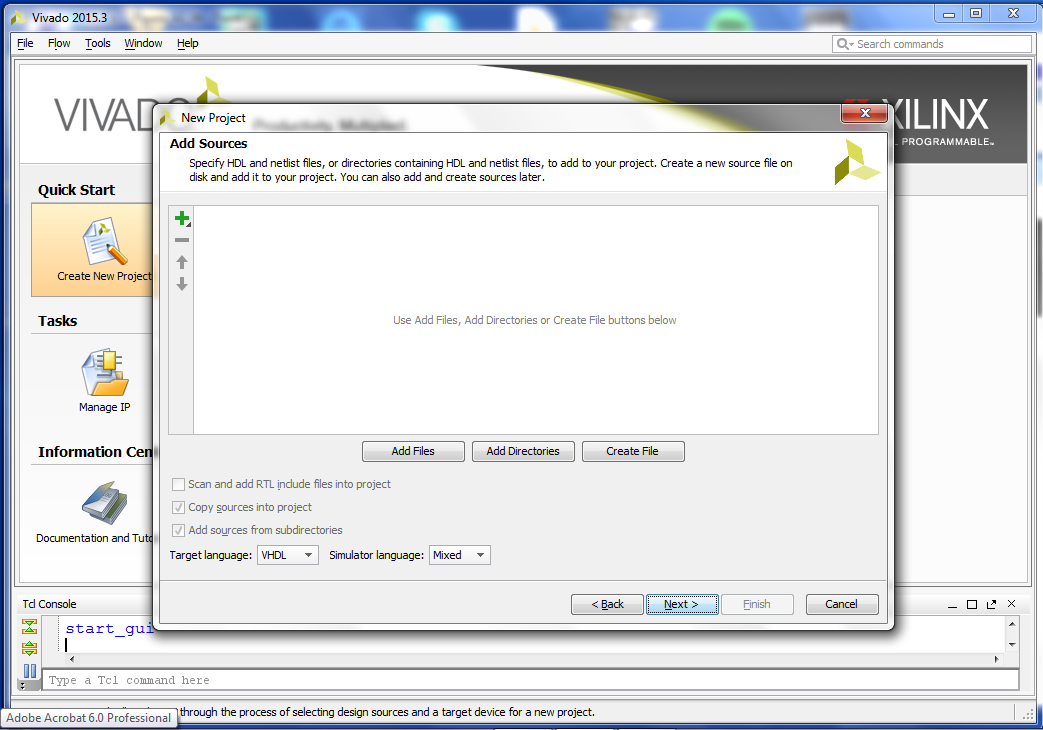 Vivado 2015.3
File Flow Tools Window Help
Search commands
VIVADO
Productivity. Multiplied.
XILINX
PROGRAMMABLE™
New Project
Add Sources
Specify HDL and netlist files, or directories containing HDL and netlist files, to add to your project. Create a new source file on
disk and add it to your project. You can also add and create sources later.
Quick Start
Create New Project
Tasks
Manage IP
Information Cen
Documentation and Tuto
Use Add Files, Add Directories or Create File buttons below
Add Files Add Directories Create File
Scan and add RTL include files into project
Copy sources into project
Add sources from subdirectories
Target language: VHDL Simulator language: Mixed
< Back Next > Finish Cancel
Tcl Console
start_gui
Type a Tcl command here
through the process of selecting design sources and a target device for a new project.
Adobe Acrobat 6.0 Professional